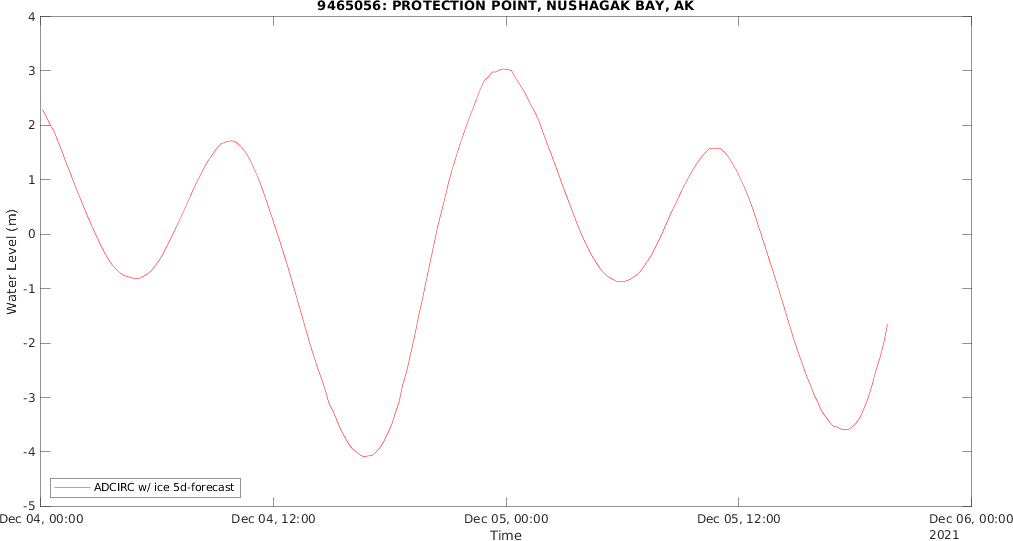 9465056: PROTECTION POINT, NUSHAGAK BAY, AK
4
3
2
1
0
-1
-2
-3
-4
-5
Water Level (m)
ADCIRC w/ ice 5d-forecast
Dec 04, 00:00 Dec 04, 12:00 Dec 05, 00:00 Dec 05, 12:00 Dec 06, 00:00
Time
2021